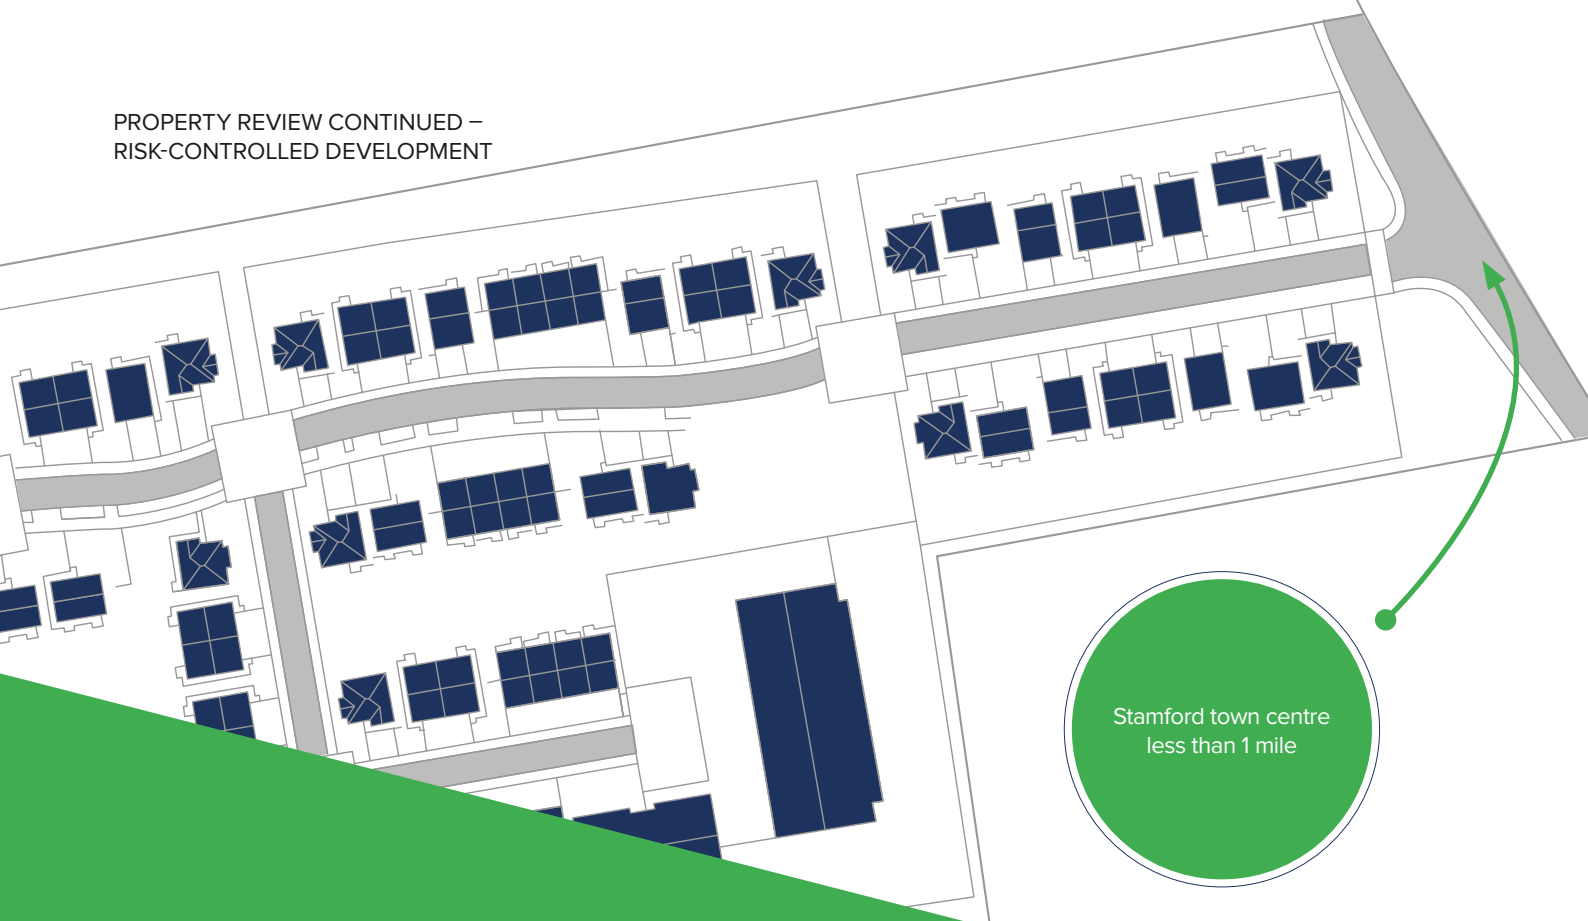 PROPERTY REVIEW CONTINUED –
RISK-CONTROLLED DEVELOPMENT
Stamford town centre
less than 1 mile